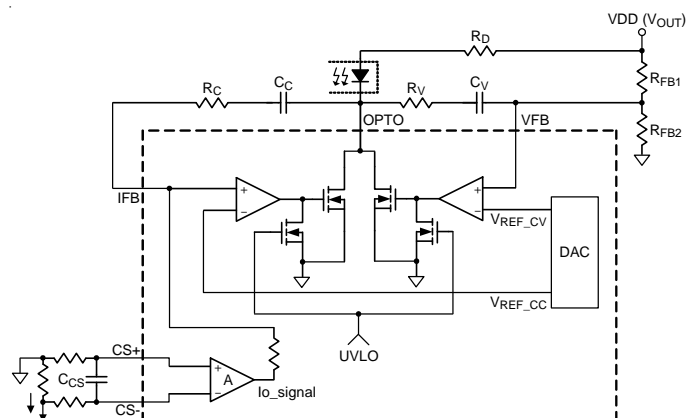 VDD (VOUT)
RD
RC
CC
RV
CV
RFB1
OPTO
VFB
RFB2
IFB
+
−
+
−
VREF_CV
DAC
VREF_CC
UVLO
CS+
CCS
+
A
−
Io_signal
CS-